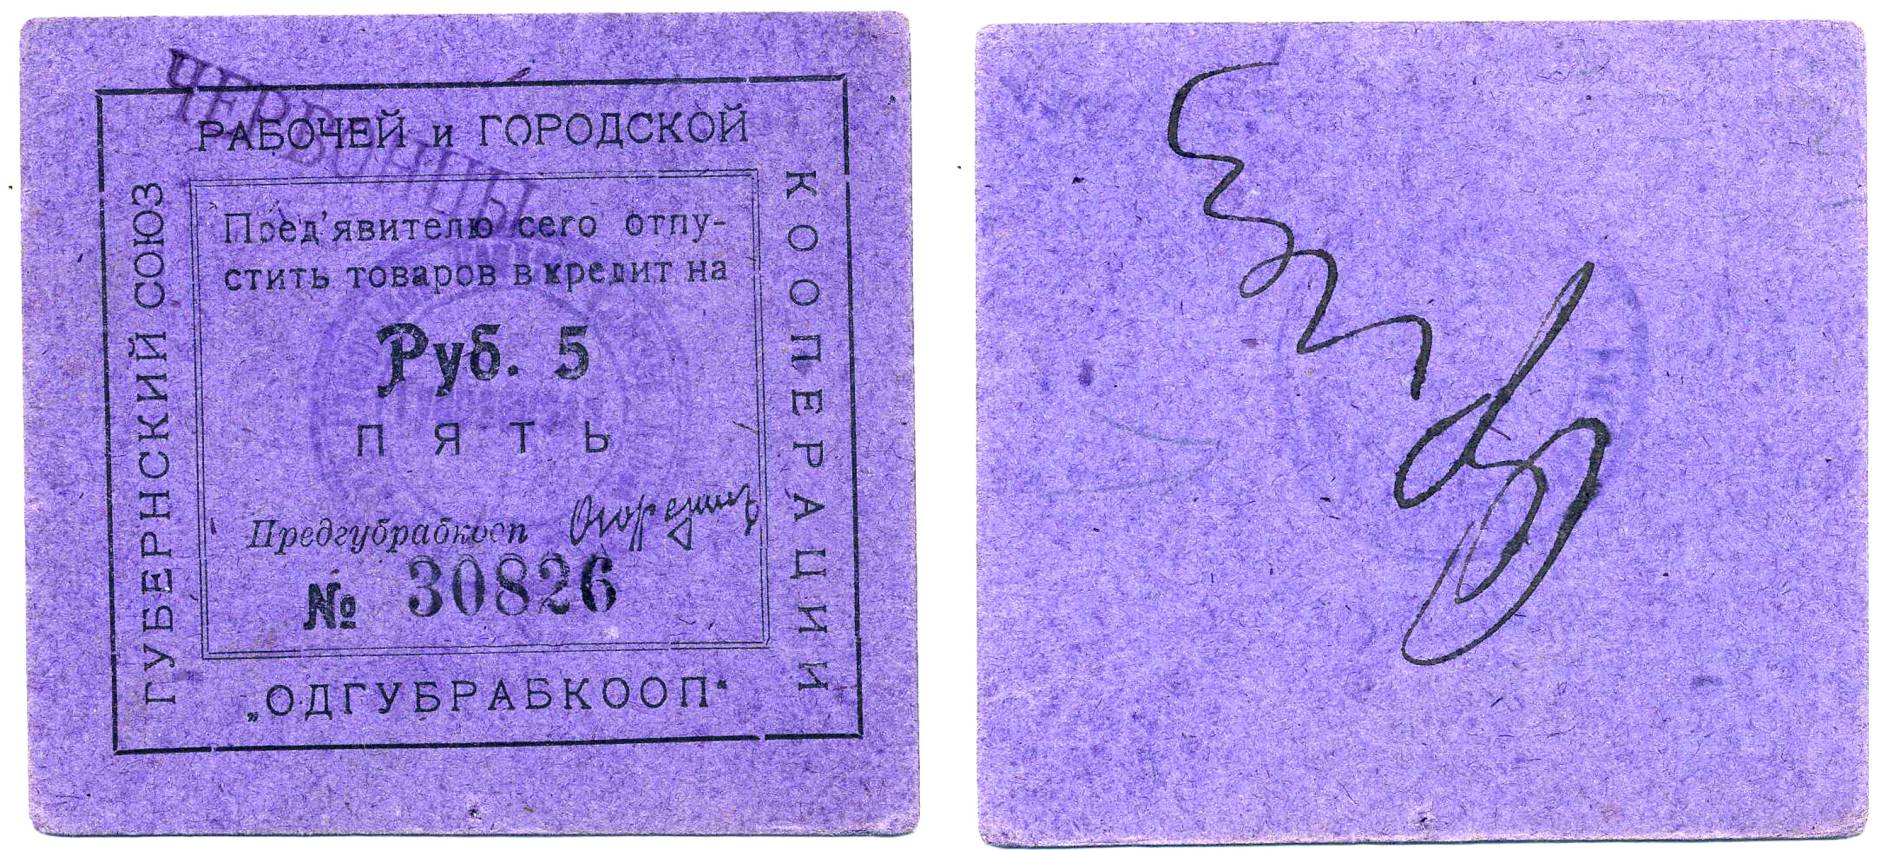 ЧЕРВОНЦЫ
ГУБЕРНСКИЙ СОЮЗ
РАБОЧЕЙ и ГОРОДСКОЙ
КООПЕРАЦИИ
Пред'явителю сего отпу-
стить товаров в кредит на
Руб. 5
ПЯТЬ
Предгубрабкооп
№ 30826
„ОДГУБРАБКООП“